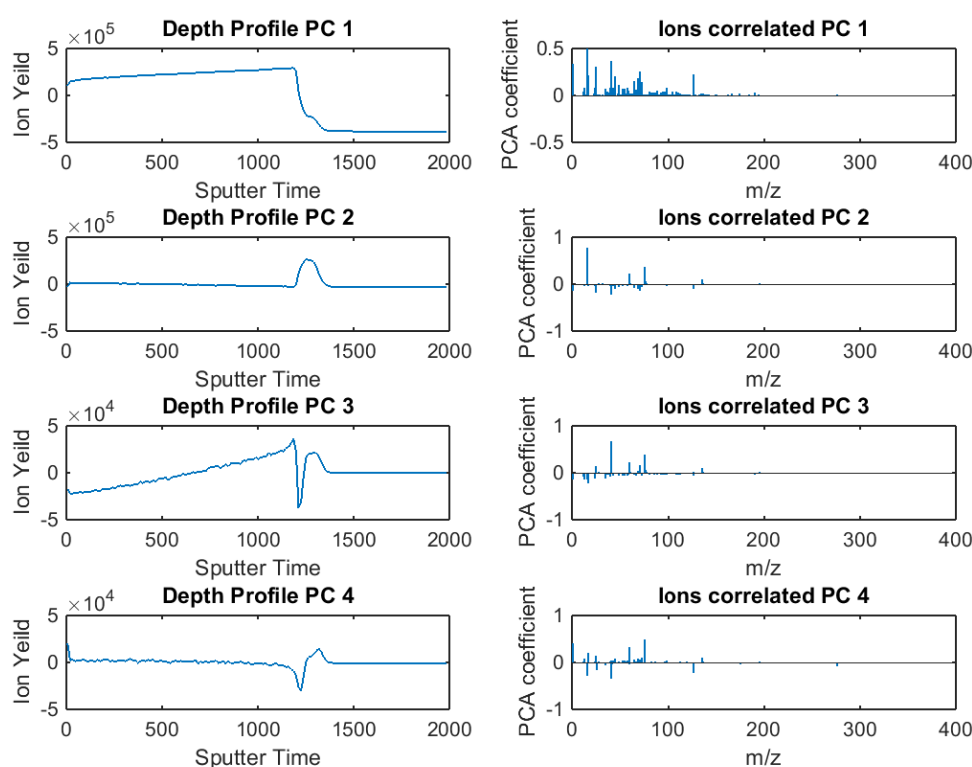 Depth Profile PC 1
Ions correlated PC 1
×10^5
5
0
-5
Ion Yeild
0 500 1000 1500 2000
Sputter Time
0.5
0
-0.5
PCA coefficient
0 100 200 300 400
m/z
Depth Profile PC 2
Ions correlated PC 2
×10^5
5
0
-5
Ion Yeild
0 500 1000 1500 2000
Sputter Time
1
0
-1
PCA coefficient
0 100 200 300 400
m/z
Depth Profile PC 3
Ions correlated PC 3
×10^4
5
0
-5
Ion Yeild
0 500 1000 1500 2000
Sputter Time
1
0
-1
PCA coefficient
0 100 200 300 400
m/z
Depth Profile PC 4
Ions correlated PC 4
×10^4
5
0
-5
Ion Yeild
0 500 1000 1500 2000
Sputter Time
1
0
-1
PCA coefficient
0 100 200 300 400
m/z